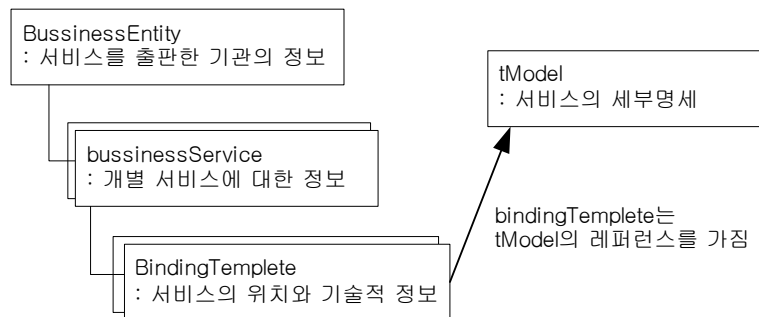 BussinessEntity
: 서비스를 출판한 기관의 정보
tModel
: 서비스의 세부명세
bussinessService
: 개별 서비스에 대한 정보
bindingTemplete는
tModel의 레퍼런스를 가짐
BindingTemplete
: 서비스의 위치와 기술적 정보